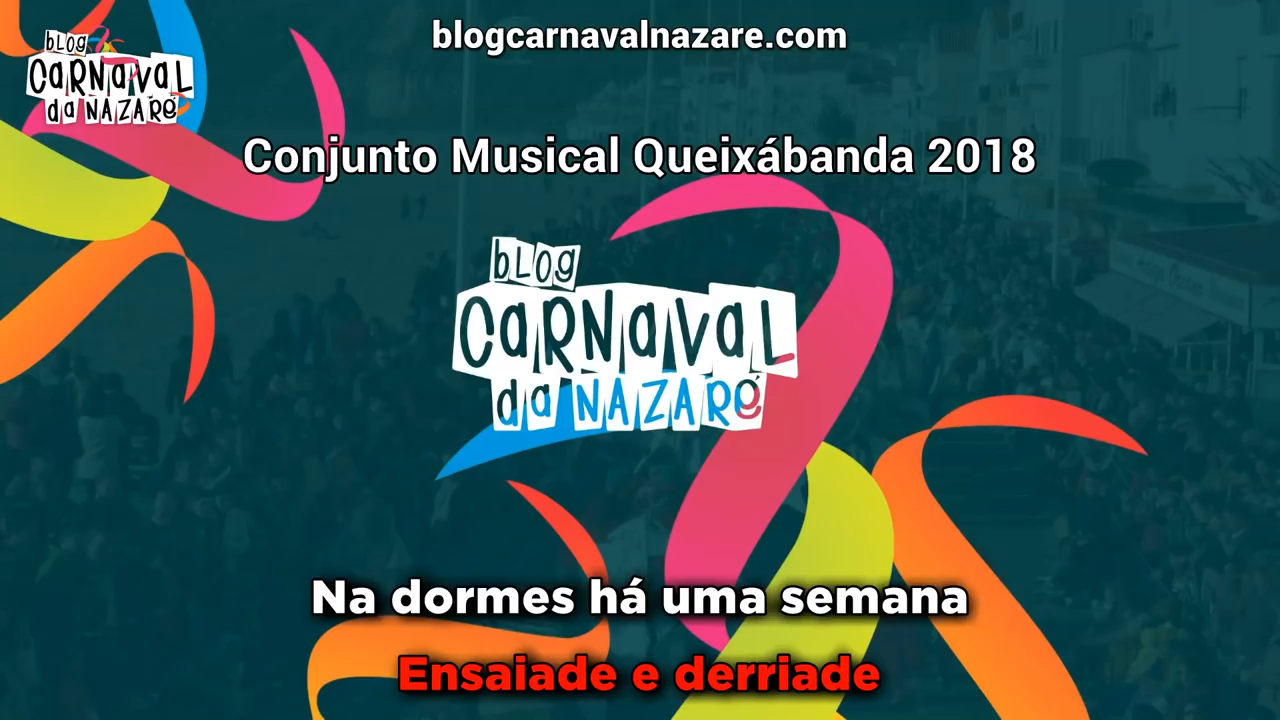 blogcarnavalnazare.com
BLOG
CARNAVAL
da NAZARÉ
Conjunto Musical Queixábanda 2018
BLOG
CARNAVAL
da NAZARÉ
Na dormes há uma semana
Ensaiade e derriade